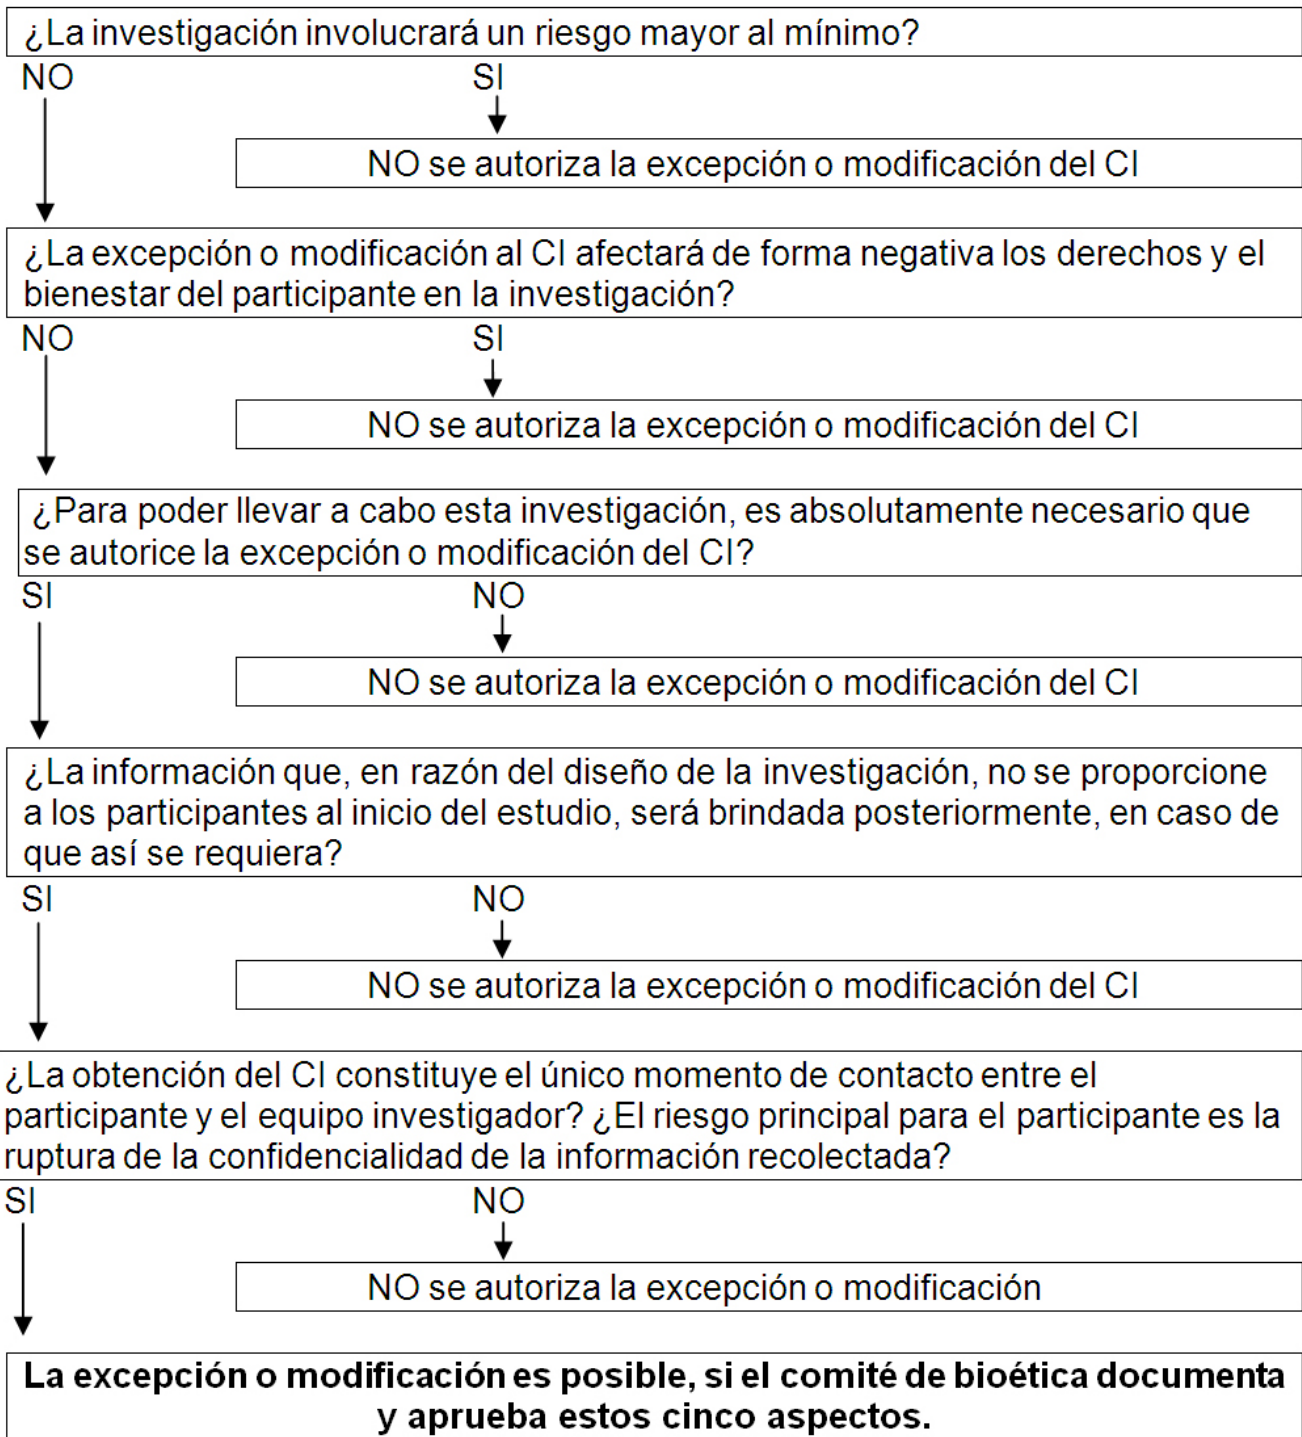 ¿La investigación involucrará un riesgo mayor al mínimo?
NO SI
NO se autoriza la excepción o modificación del CI
¿La excepción o modificación al CI afectará de forma negativa los derechos y el
bienestar del participante en la investigación?
NO SI
NO se autoriza la excepción o modificación del CI
¿Para poder llevar a cabo esta investigación, es absolutamente necesario que
se autorice la excepción o modificación del CI?
SI NO
NO se autoriza la excepción o modificación del CI
¿La información que, en razón del diseño de la investigación, no se proporcione
a los participantes al inicio del estudio, será brindada posteriormente, en caso de
que así se requiera?
SI NO
NO se autoriza la excepción o modificación del CI
¿La obtención del CI constituye el único momento de contacto entre el
participante y el equipo investigador? ¿El riesgo principal para el participante es la
ruptura de la confidencialidad de la información recolectada?
SI NO
NO se autoriza la excepción o modificación
La excepción o modificación es posible, si el comité de bioética documenta
y aprueba estos cinco aspectos.